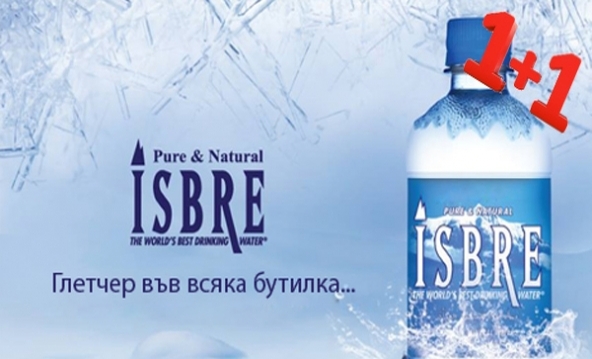 1+1
Pure & Natural
ISBRE
THE WORLD'S BEST DRINKING WATER®
Глетчер във всяка бутилка...
PURE & NATURAL
ISBRE
THE WORLD'S BEST DRINKING WATER®